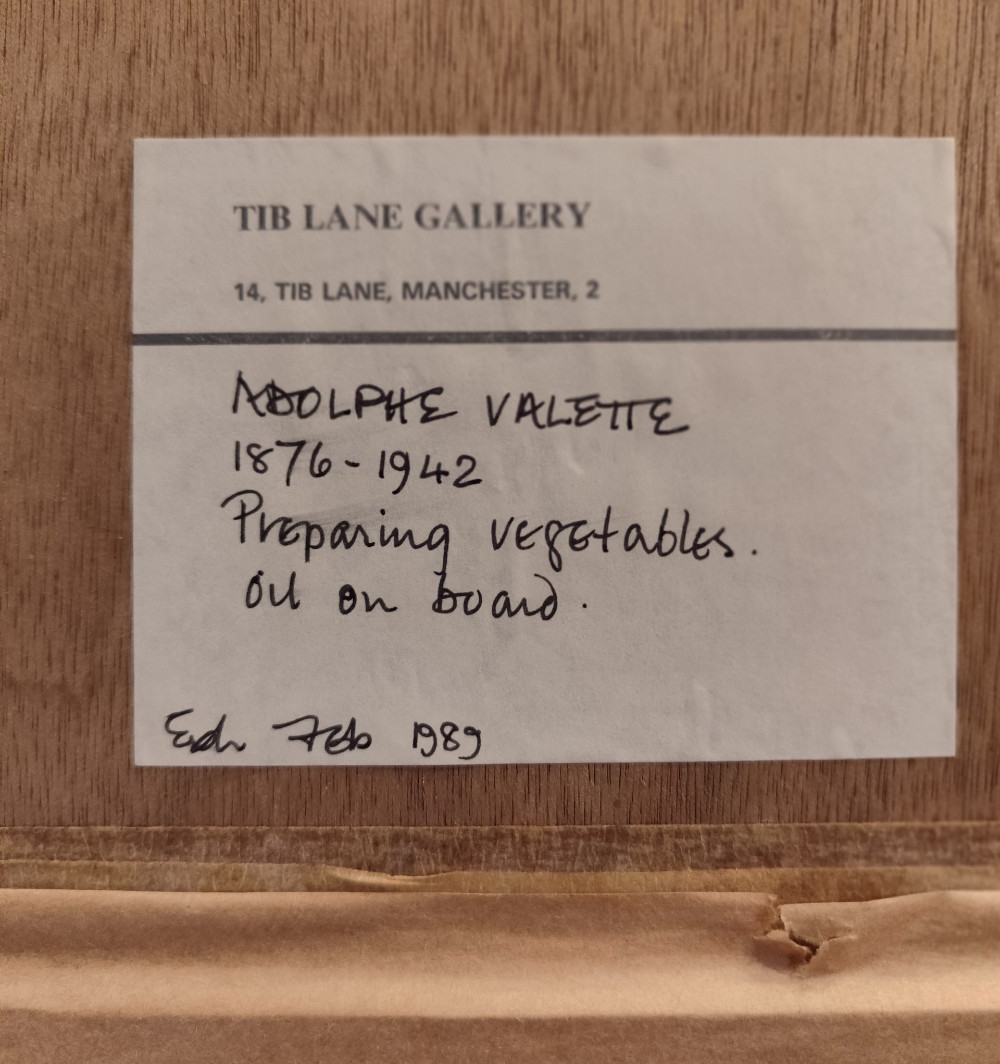 TIB LANE GALLERY
14, TIB LANE, MANCHESTER, 2
ADOLPHE VALETTE
1876-1942
Preparing vegetables.
Oil on board.
Exh. Feb 1989